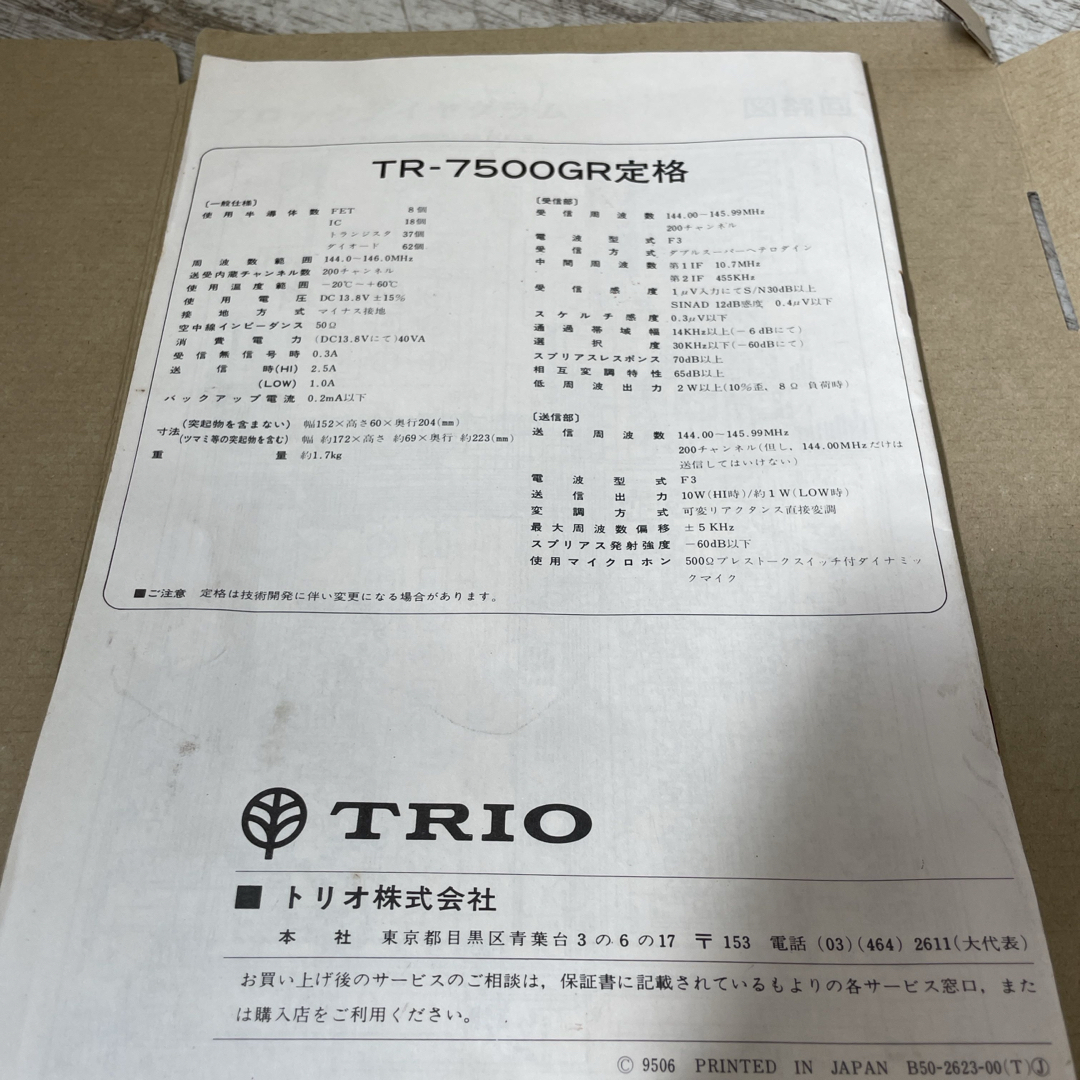 TR-7500GR定格
〔一般仕様〕
使用半導体数 FET 8個
IC 18個
トランジスタ 37個
ダイオード 62個
周波数範囲 144.0〜146.0MHz
送受内蔵チャンネル数 200チャンネル
使用温度範囲 −20℃〜+60℃
使用電圧 DC 13.8V±15%
接地方式 マイナス接地
空中線インピーダンス 50Ω
消費電力 (DC13.8Vにて)40VA
受信無信号時 0.3A
送信時(HI) 2.5A
(LOW) 1.0A
バックアップ電流 0.2mA以下
寸法 (突起物を含まない) 幅152×高さ60×奥行204(mm)
(ツマミ等の突起物を含む) 幅 約172×高さ 約69×奥行 約223(mm)
重量 約1.7kg
〔受信部〕
受信周波数 144.00〜145.99MHz
200チャンネル
電波型式 F3
受信方式 ダブルスーパーヘテロダイン
中間周波数 第1IF 10.7MHz
第2IF 455KHz
受信感度 1μV入力にてS/N30dB以上
SINAD 12dB感度 0.4μV以下
スケルチ感度 0.3μV以下
通過帯域幅 14KHz以上(−6dBにて)
選択度 30KHz以下(−60dBにて)
スプリアスレスポンス 70dB以上
相互変調特性 65dB以上
低周波出力 2W以上(10%歪、8Ω負荷時)
〔送信部〕
送信周波数 144.00〜145.99MHz
200チャンネル(但し、144.00MHzだけは
送信してはいけない)
電波型式 F3
送信出力 10W(HI時)/約1W(LOW時)
変調方式 可変リアクタンス直接変調
最大周波数偏移 ±5KHz
スプリアス発射強度 −60dB以下
使用マイクロホン 500Ωプレストークスイッチ付ダイナミッ
クマイク
■ご注意 定格は技術開発に伴い変更になる場合があります。
TRIO
■ トリオ株式会社
本社 東京都目黒区青葉台3の6の17 〒153 電話(03)(464)2611(大代表)
お買い上げ後のサービスのご相談は、保証書に記載されているもよりの各サービス窓口、また
は購入店をご利用ください。
© 9506 PRINTED IN JAPAN B50-2623-00(T)Ⓙ